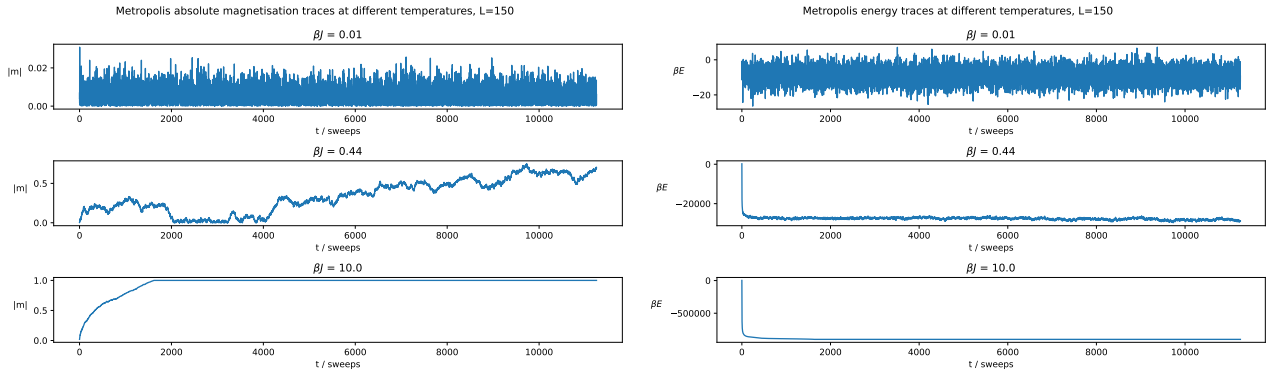 Metropolis absolute magnetisation traces at different temperatures, L=150
βJ = 0.01
|m|
0.02
0.00
0 2000 4000 6000 8000 10000
t / sweeps
βJ = 0.44
|m|
0.5
0.0
0 2000 4000 6000 8000 10000
t / sweeps
βJ = 10.0
|m|
1.0
0.5
0.0
0 2000 4000 6000 8000 10000
t / sweeps
Metropolis energy traces at different temperatures, L=150
βJ = 0.01
βE
0
−20
0 2000 4000 6000 8000 10000
t / sweeps
βJ = 0.44
βE
0
−20000
0 2000 4000 6000 8000 10000
t / sweeps
βJ = 10.0
βE
0
−500000
0 2000 4000 6000 8000 10000
t / sweeps